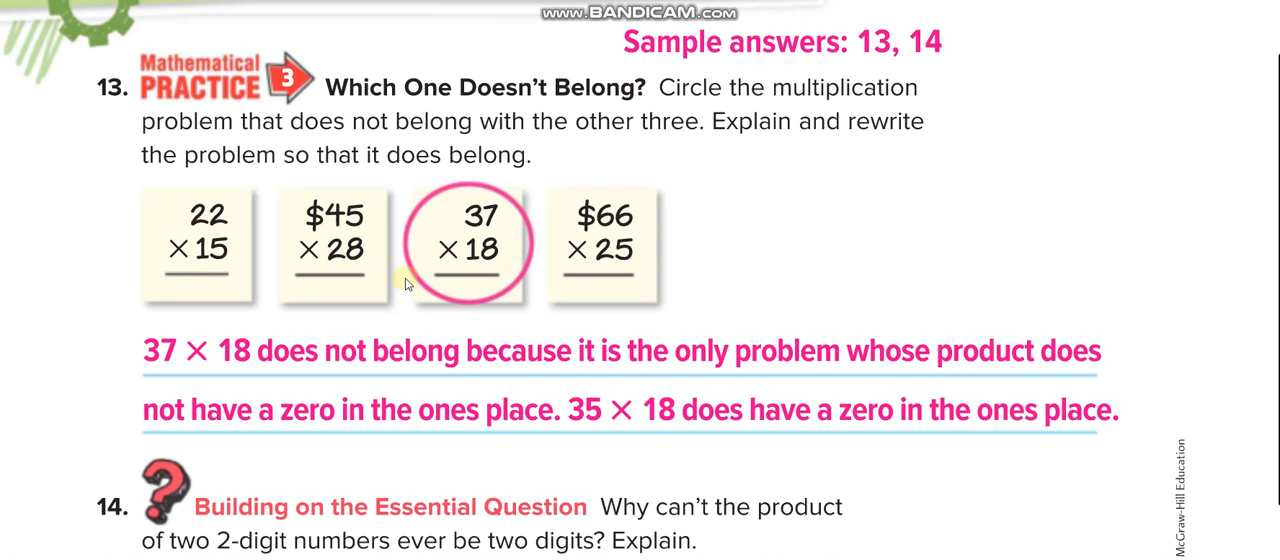 www.BANDICAM.com
Sample answers: 13, 14
13. Mathematical PRACTICE 3 Which One Doesn't Belong? Circle the multiplication
problem that does not belong with the other three. Explain and rewrite
the problem so that it does belong.
22 $45 37 $66
× 15 × 28 × 18 × 25
37 × 18 does not belong because it is the only problem whose product does
not have a zero in the ones place. 35 × 18 does have a zero in the ones place.
14. ? Building on the Essential Question Why can't the product
of two 2-digit numbers ever be two digits? Explain.
McGraw-Hill Education